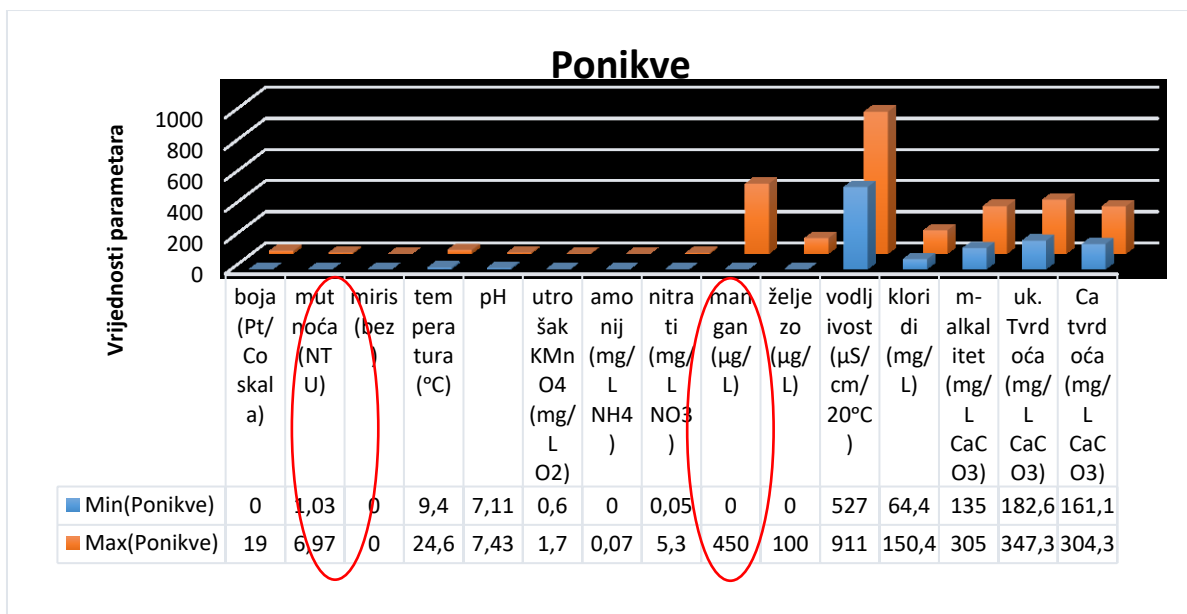 Ponikve
Vrijednosti parametara
1000
800
600
400
200
0
boja (Pt/ Co skal a)
mut noća (NT U)
miris (bez )
tem pera tura (°C)
pH
utro šak KMn O4 (mg/ L O2)
amo nij (mg/ L NH4 )
nitra ti (mg/ L NO3 )
man gan (µg/ L)
želje zo (µg/ L)
vodlj ivost (µS/ cm/ 20°C )
klori di (mg/ L)
m- alkal itet (mg/ L CaC O3)
uk. Tvrd oća (mg/ L CaC O3)
Ca tvrd oća (mg/ L CaC O3)
Min(Ponikve) 0 1,03 0 9,4 7,11 0,6 0 0,05 0 0 527 64,4 135 182,6 161,1
Max(Ponikve) 19 6,97 0 24,6 7,43 1,7 0,07 5,3 450 100 911 150,4 305 347,3 304,3